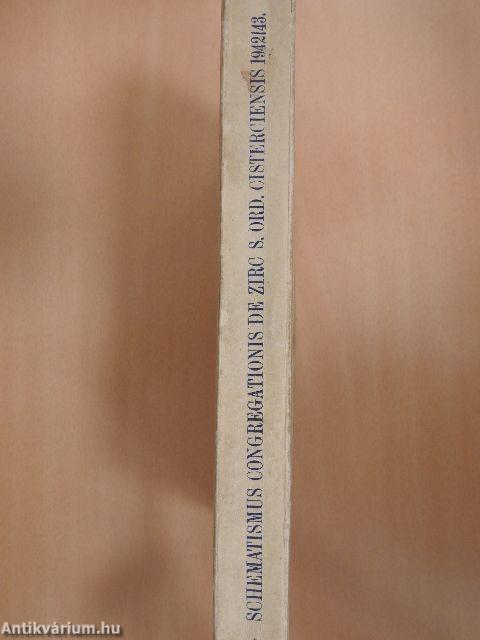 SCHEMATISMUS CONGREGATIONIS DE ZIRC S. ORD. CISTERCIENSIS 1942/43.
Antikvárium.hu